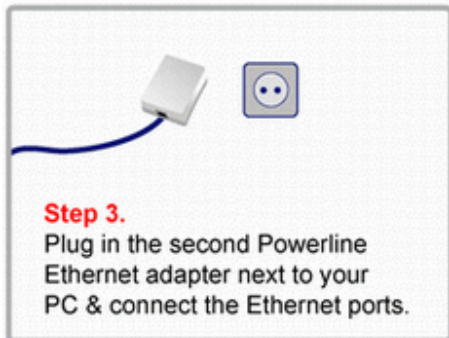 Step 3.
Plug in the second Powerline
Ethernet adapter next to your
PC & connect the Ethernet ports.